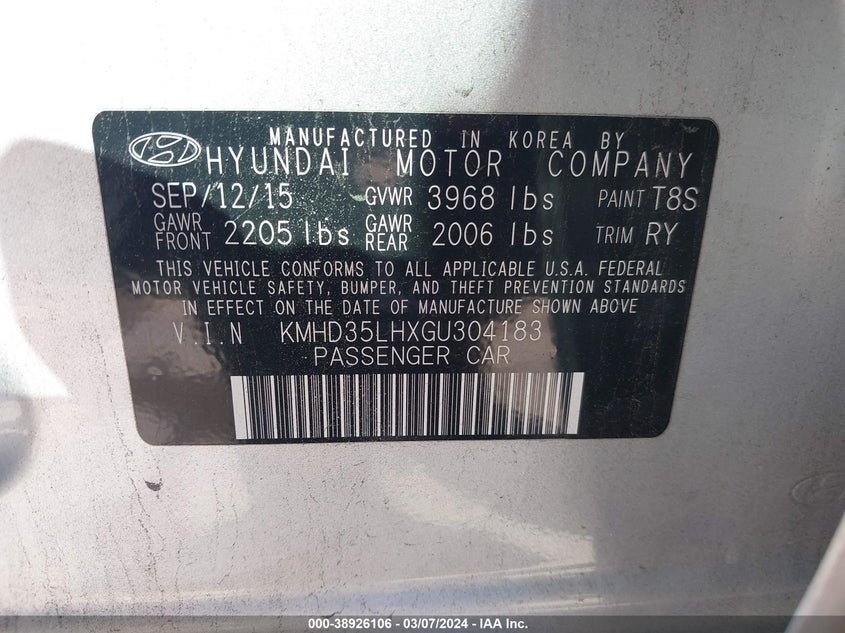 MANUFACTURED IN KOREA BY
HYUNDAI MOTOR COMPANY
SEP/12/15 GVWR 3968 lbs PAINT T8S
GAWR FRONT 2205 lbs GAWR REAR 2006 lbs TRIM RY
THIS VEHICLE CONFORMS TO ALL APPLICABLE U.S.A. FEDERAL
MOTOR VEHICLE SAFETY, BUMPER, AND THEFT PREVENTION STANDARDS
IN EFFECT ON THE DATE OF MANUFACTURE SHOWN ABOVE
V.I.N KMHD35LHXGU304183
PASSENGER CAR
000-38926106 - 03/07/2024 - IAA Inc.